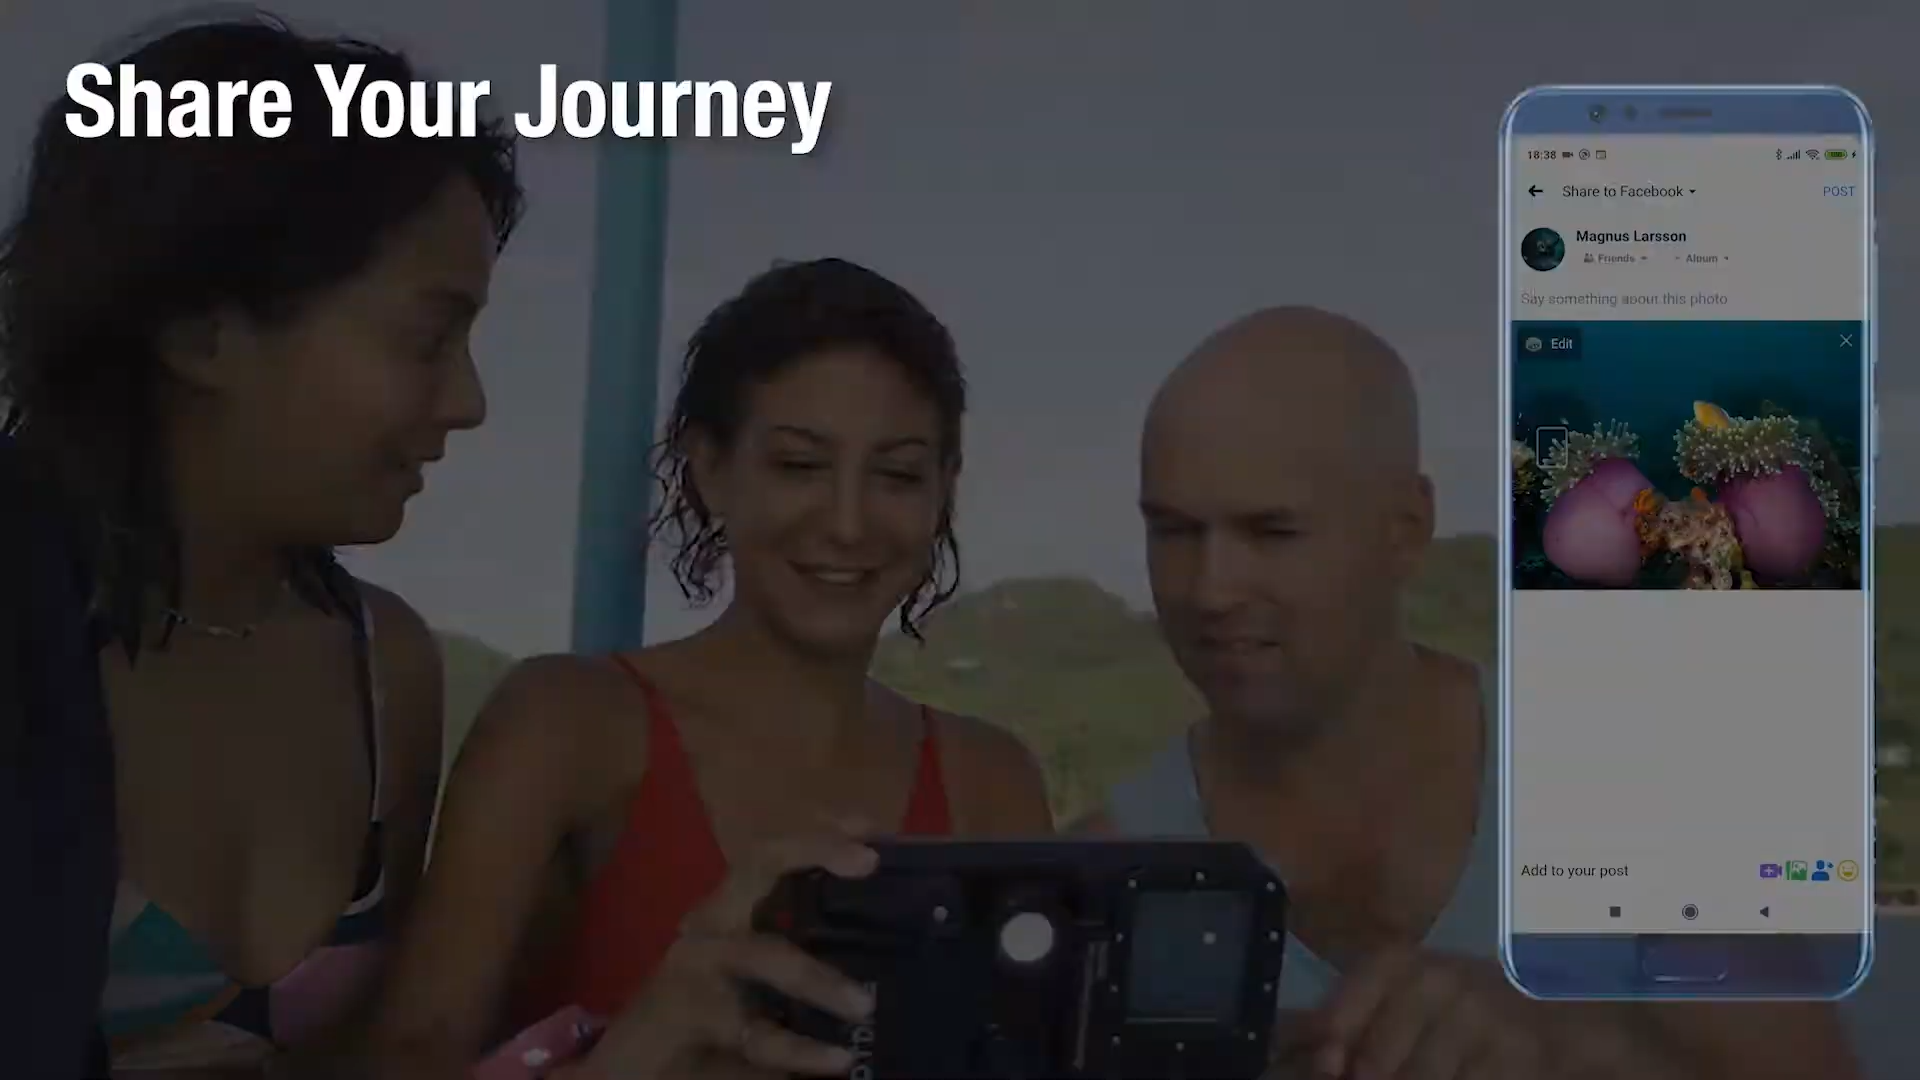 Share Your Journey
18:38
Share to Facebook
POST
Magnus Larsson
Friends
Album
Say something about this photo
Edit
Add to your post